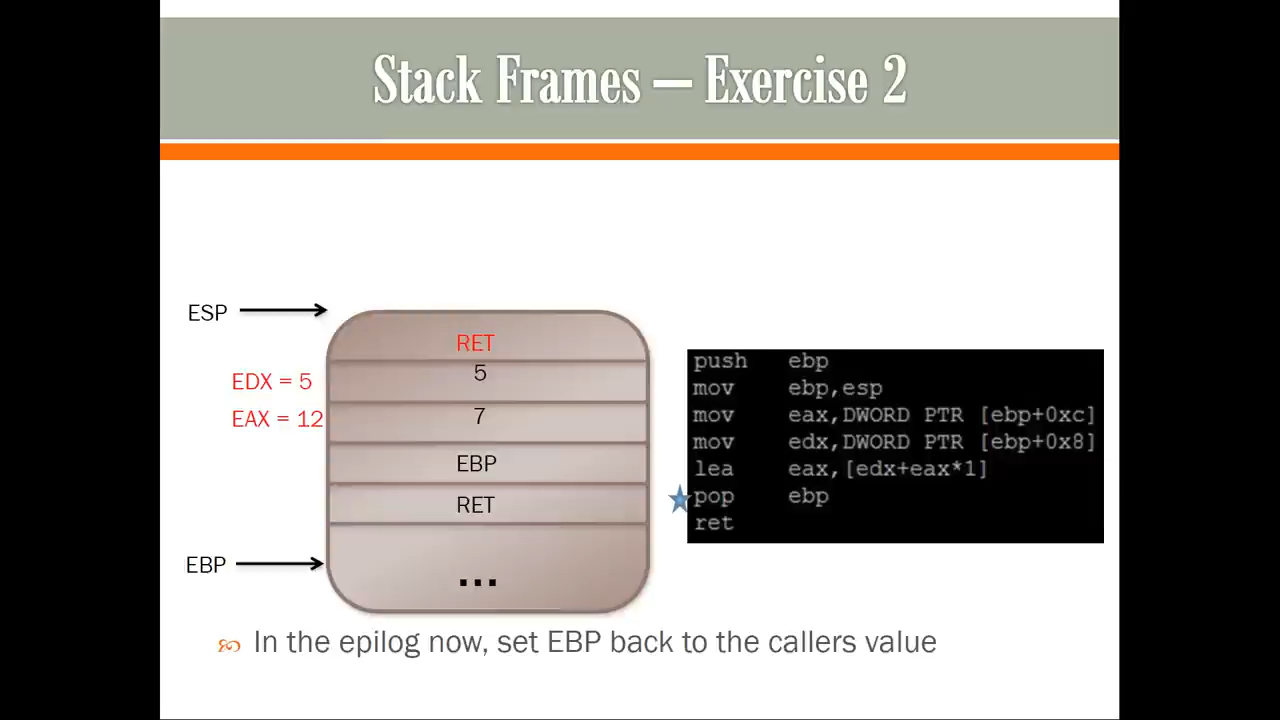 Stack Frames – Exercise 2
ESP
RET
EDX = 5
5
EAX = 12
7
EBP
RET
EBP
...
push ebp
mov ebp,esp
mov eax,DWORD PTR [ebp+0xc]
mov edx,DWORD PTR [ebp+0x8]
lea eax,[edx+eax*1]
pop ebp
ret
In the epilog now, set EBP back to the callers value